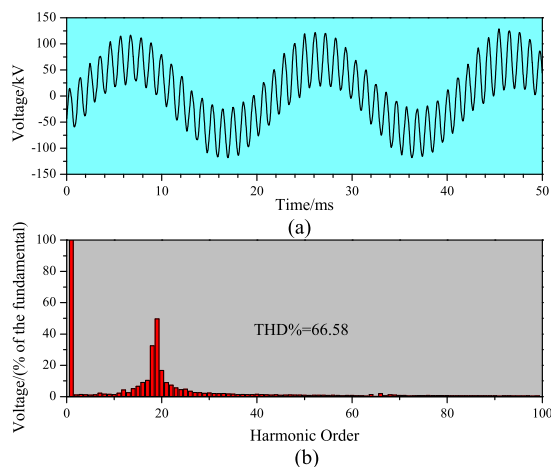 150
100
50
0
-50
-100
-150
Voltage/kV
0 10 20 30 40 50
Time/ms
(a)
100
80
60
40
20
0
Voltage/(% of the fundamental)
THD%=66.58
0 20 40 60 80 100
Harmonic Order
(b)